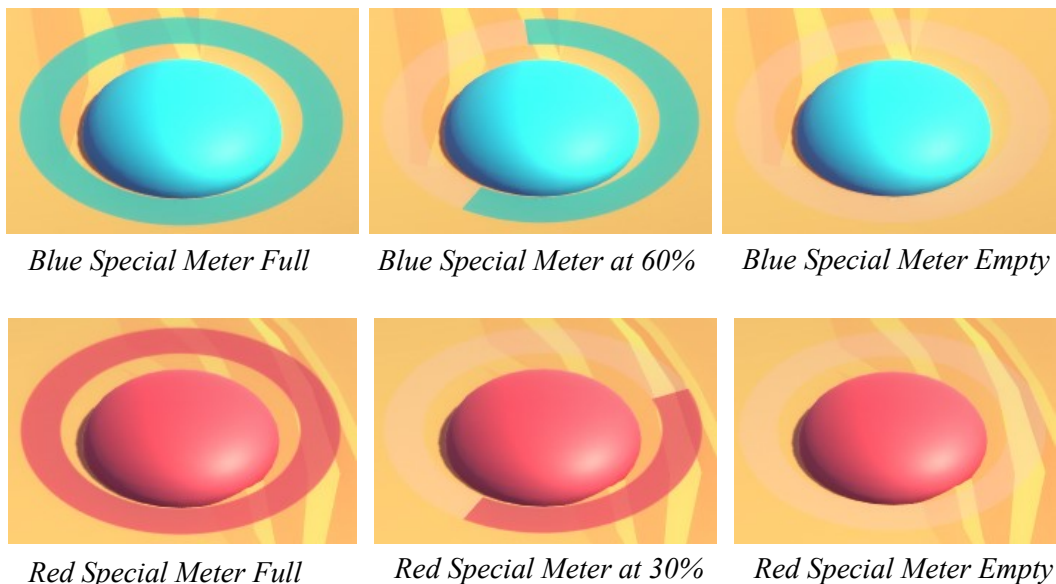 Blue Special Meter Full
Blue Special Meter at 60%
Blue Special Meter Empty
Red Special Meter Full
Red Special Meter at 30%
Red Special Meter Empty